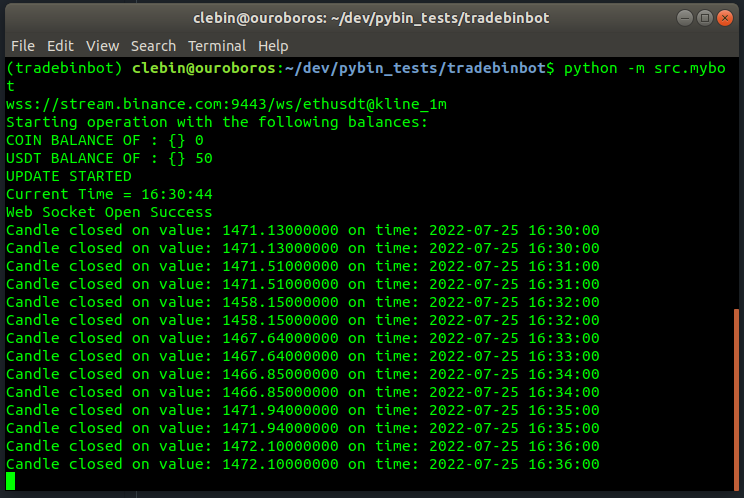 clebin@ouroboros: ~/dev/pybin_tests/tradebinbot
File Edit View Search Terminal Help
(tradebinbot) clebin@ouroboros:~/dev/pybin_tests/tradebinbot$ python -m src.mybo
t
wss://stream.binance.com:9443/ws/ethusdt@kline_1m
Starting operation with the following balances:
COIN BALANCE OF : {} 0
USDT BALANCE OF : {} 50
UPDATE STARTED
Current Time = 16:30:44
Web Socket Open Success
Candle closed on value: 1471.13000000 on time: 2022-07-25 16:30:00
Candle closed on value: 1471.13000000 on time: 2022-07-25 16:30:00
Candle closed on value: 1471.51000000 on time: 2022-07-25 16:31:00
Candle closed on value: 1471.51000000 on time: 2022-07-25 16:31:00
Candle closed on value: 1458.15000000 on time: 2022-07-25 16:32:00
Candle closed on value: 1458.15000000 on time: 2022-07-25 16:32:00
Candle closed on value: 1467.64000000 on time: 2022-07-25 16:33:00
Candle closed on value: 1467.64000000 on time: 2022-07-25 16:33:00
Candle closed on value: 1466.85000000 on time: 2022-07-25 16:34:00
Candle closed on value: 1466.85000000 on time: 2022-07-25 16:34:00
Candle closed on value: 1471.94000000 on time: 2022-07-25 16:35:00
Candle closed on value: 1471.94000000 on time: 2022-07-25 16:35:00
Candle closed on value: 1472.10000000 on time: 2022-07-25 16:36:00
Candle closed on value: 1472.10000000 on time: 2022-07-25 16:36:00